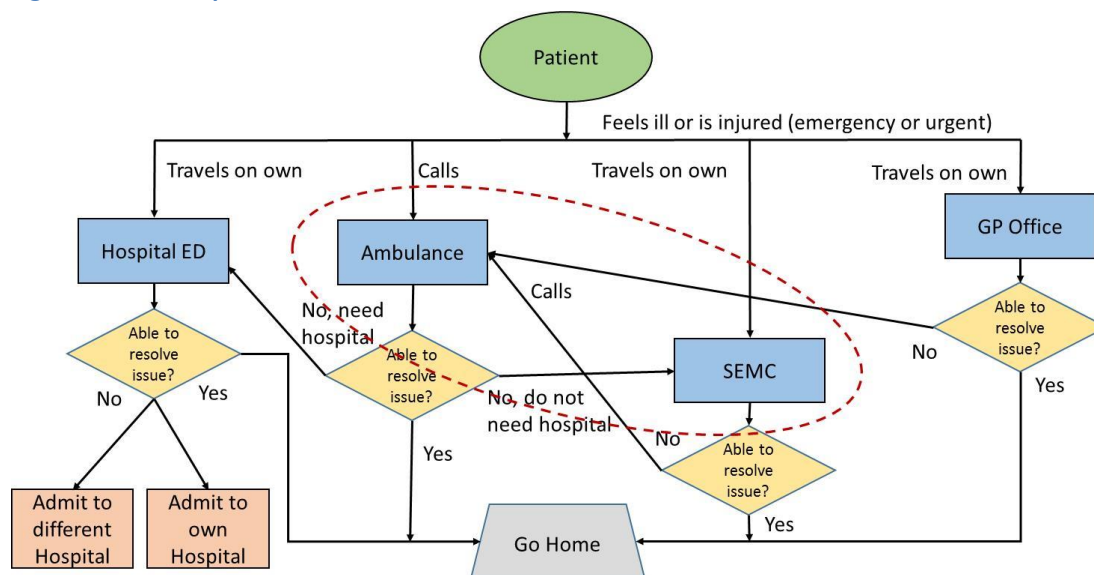 Patient
Feels ill or is injured (emergency or urgent)
Travels on own
Calls
Travels on own
Travels on own
Hospital ED
Ambulance
GP Office
Calls
No, need
hospital
Able to
resolve
issue?
Able to
resolve
issue?
Able to
resolve
issue?
SEMC
No
Yes
No
Yes
No, do not
need hospital
Yes
No
Able to
resolve
issue?
Yes
Admit to
different
Hospital
Admit to
own
Hospital
Go Home